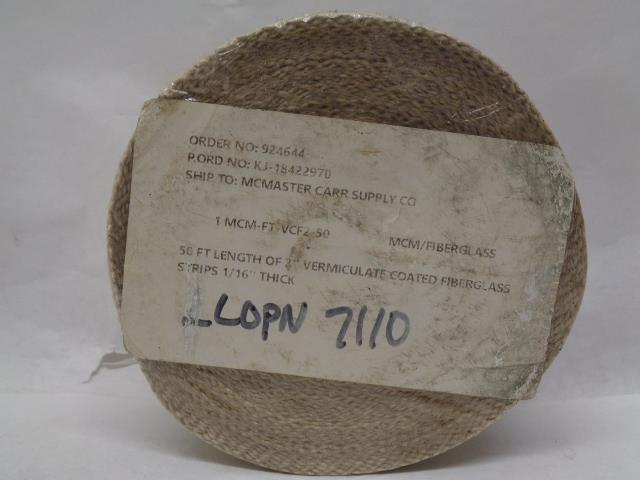 ORDER NO: 924644
P.ORD NO: KJ-18422970
SHIP TO: MCMASTER CARR SUPPLY CO
1 MCM-FT-VCF2-50 MCM/FIBERGLASS
50 FT LENGTH OF 2" VERMICULATE COATED FIBERGLASS
STRIPS 1/16" THICK
LOPN 7110